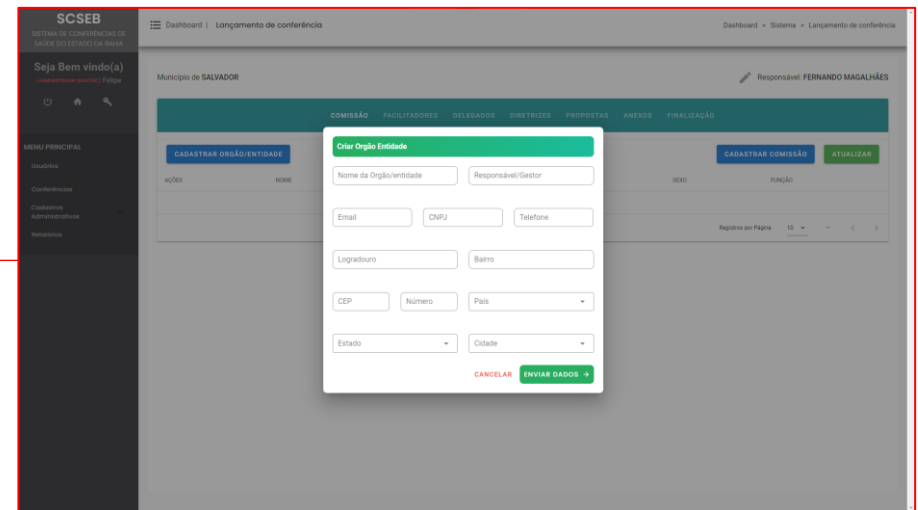 SCSEB
SISTEMA DE CONFERÊNCIAS DE
SAÚDE DO ESTADO DA BAHIA
Dashboard | Lançamento de conferência
Dashboard Sistema Lançamento de conferência
Seja Bem vindo(a)
Felipe
Município de SALVADOR
Responsável: FERNANDO MAGALHÃES
COMISSÃO FACILITADORES DELEGADOS DIRETRIZES PROPOSTAS ANEXOS FINALIZAÇÃO
MENU PRINCIPAL
Usuários
Conferências
Cadastros
Administrativos
Relatórios
CADASTRAR ORGÃO/ENTIDADE
CADASTRAR COMISSÃO
ATUALIZAR
AÇÕES NOME SEXO FUNÇÃO
Registros por Página 10
Criar Orgão Entidade
Nome da Orgão/entidade Responsável/Gestor
Email CNPJ Telefone
Logradouro Bairro
CEP Número País
Estado Cidade
CANCELAR ENVIAR DADOS →